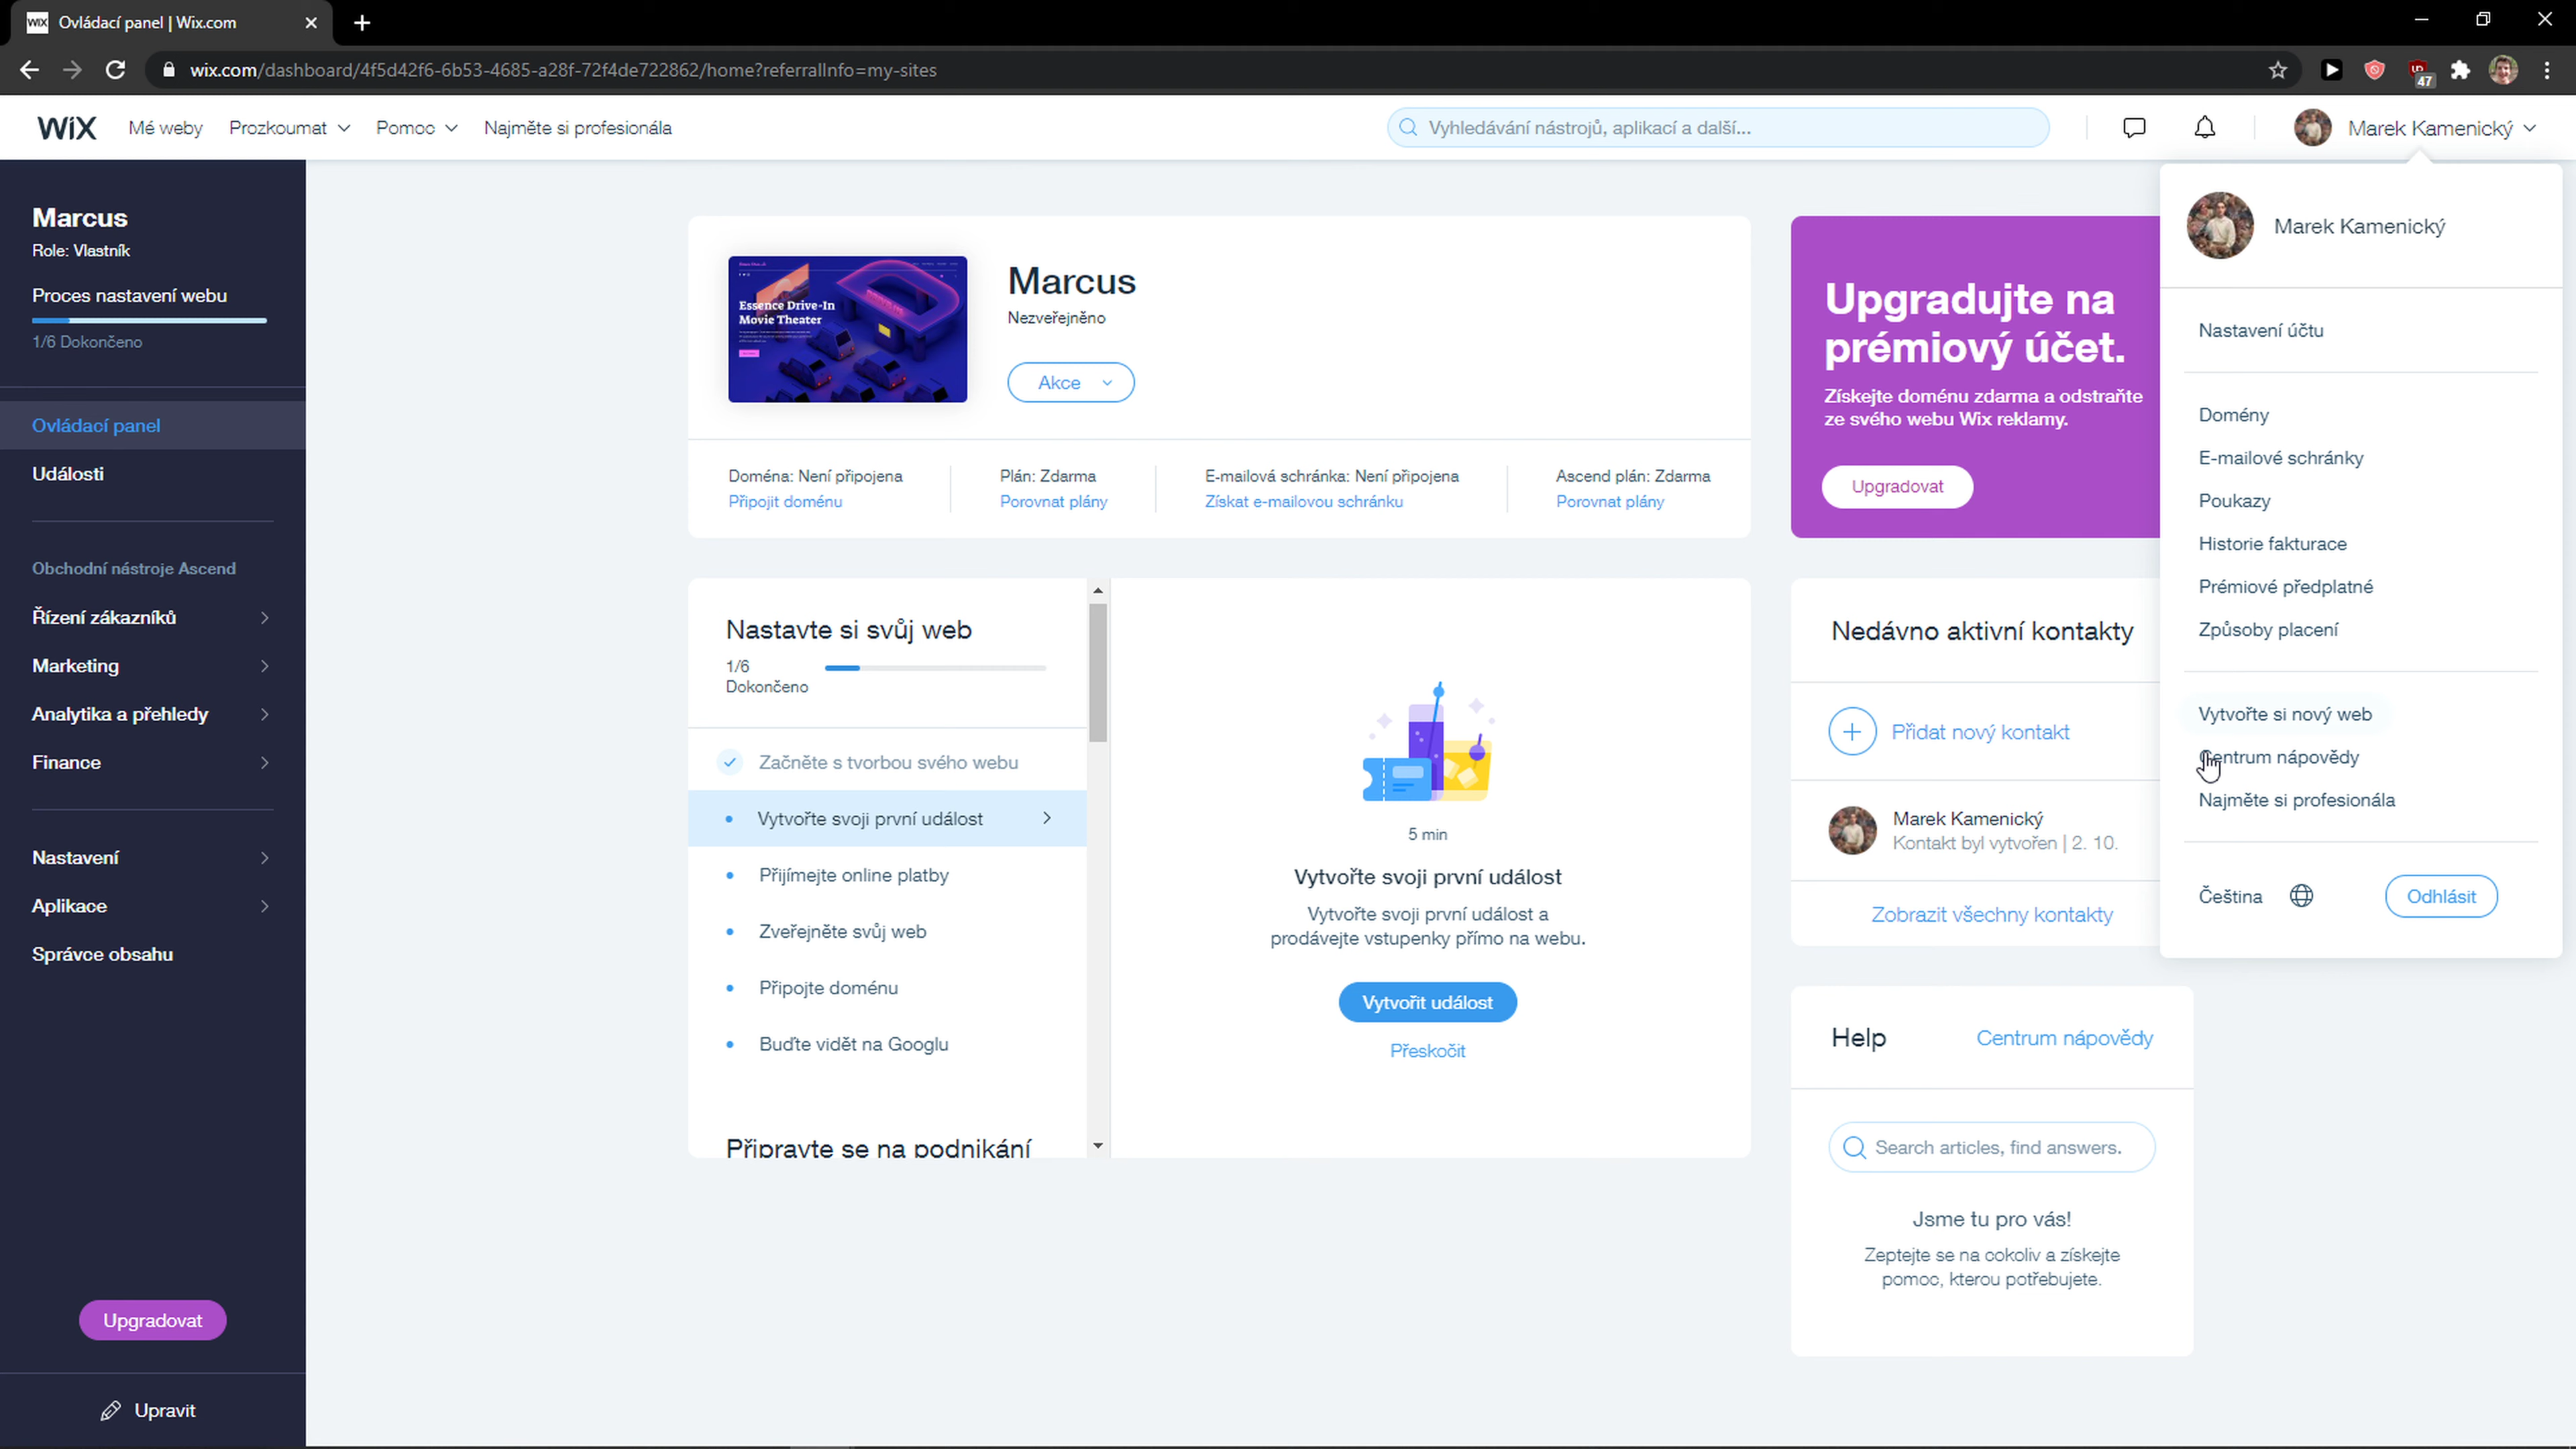 Ovládací panel | Wix.com
wix.com/dashboard/4f5d42f6-6b53-4685-a28f-72f4de722862/home?referralInfo=my-sites
47
WiX
Mé weby
Prozkoumat
Pomoc
Najměte si profesionála
Vyhledávání nástrojů, aplikací a další...
Marek Kamenický
Marcus
Role: Vlastník
Proces nastavení webu
1/6 Dokončeno
Ovládací panel
Události
Obchodní nástroje Ascend
Řízení zákazníků
Marketing
Analytika a přehledy
Finance
Nastavení
Aplikace
Správce obsahu
Upgradovat
Upravit
Essence Drive-In
Movie Theater
Marcus
Nezveřejněno
Akce
Doména: Není připojena
Připojit doménu
Plán: Zdarma
Porovnat plány
E-mailová schránka: Není připojena
Získat e-mailovou schránku
Ascend plán: Zdarma
Porovnat plány
Upgradujte na
prémiový účet.
Získejte doménu zdarma a odstraňte
ze svého webu Wix reklamy.
Upgradovat
Nastavte si svůj web
1/6
Dokončeno
Začněte s tvorbou svého webu
Vytvořte svoji první událost
Přijímejte online platby
Zveřejněte svůj web
Připojte doménu
Buďte vidět na Googlu
Připravte se na podnikání
5 min
Vytvořte svoji první událost
Vytvořte svoji první událost a
prodávejte vstupenky přímo na webu.
Vytvořit událost
Přeskočit
Nedávno aktivní kontakty
Přidat nový kontakt
Marek Kamenický
Kontakt byl vytvořen | 2. 10.
Zobrazit všechny kontakty
Help
Centrum nápovědy
Search articles, find answers.
Jsme tu pro vás!
Zeptejte se na cokoliv a získejte
pomoc, kterou potřebujete.
Marek Kamenický
Nastavení účtu
Domény
E-mailové schránky
Poukazy
Historie fakturace
Prémiové předplatné
Způsoby placení
Vytvořte si nový web
Centrum nápovědy
Najměte si profesionála
Čeština
Odhlásit